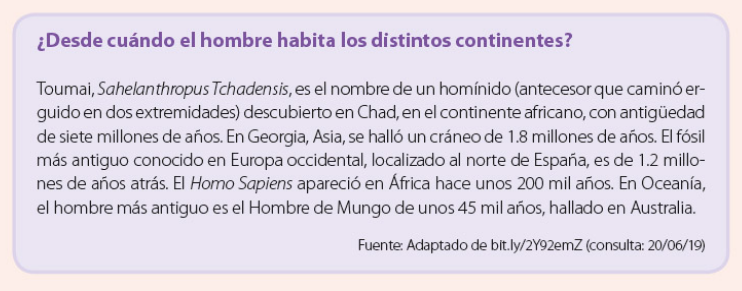 ¿Desde cuándo el hombre habita los distintos continentes?
Toumai, Sahelanthropus Tchadensis, es el nombre de un homínido (antecesor que caminó er-
guido en dos extremidades) descubierto en Chad, en el continente africano, con antigüedad
de siete millones de años. En Georgia, Asia, se halló un cráneo de 1.8 millones de años. El fósil
más antiguo conocido en Europa occidental, localizado al norte de España, es de 1.2 millo-
nes de años atrás. El Homo Sapiens apareció en África hace unos 200 mil años. En Oceanía,
el hombre más antiguo es el Hombre de Mungo de unos 45 mil años, hallado en Australia.
Fuente: Adaptado de bit.ly/2Y92emZ (consulta: 20/06/19)